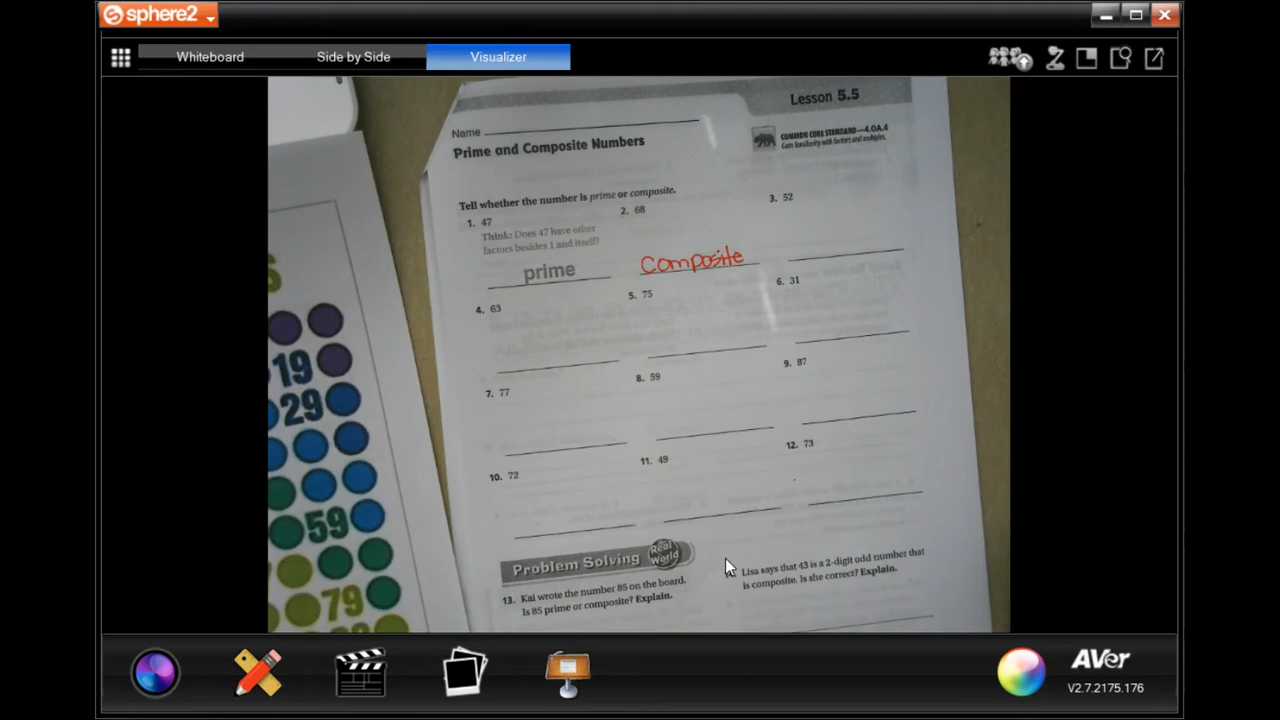 sphere2
Whiteboard Side by Side Visualizer
Lesson 5.5
Name
Prime and Composite Numbers
COMMON CORE STANDARD—4.OA.4
Gain familiarity with factors and multiples.
Tell whether the number is prime or composite.
1. 47
Think: Does 47 have other
factors besides 1 and itself?
prime
2. 68
Composite
3. 52
4. 63
5. 75
6. 31
7. 77
8. 59
9. 87
10. 72
11. 49
12. 73
Problem Solving Real World
13. Kai wrote the number 85 on the board.
Is 85 prime or composite? Explain.
Lisa says that 43 is a 2-digit odd number that
is composite. Is she correct? Explain.
19
29
59
79
AVer
V2.7.2175.176